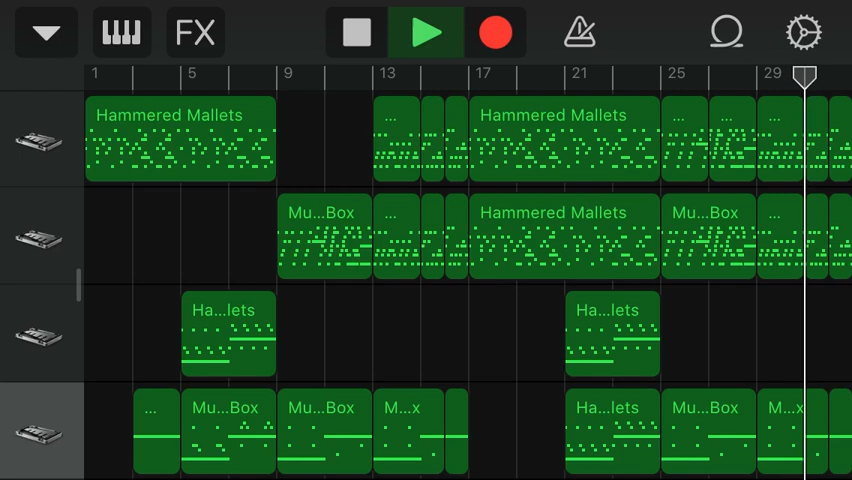 FX
1 5 9 13 17 21 25 29
Hammered Mallets ... Hammered Mallets ... ... ...
Mu...Box ... Hammered Mallets Mu...Box ...
Ha...lets Ha...lets
... Mu...Box Mu...Box M...x Ha...lets Mu...Box M...x